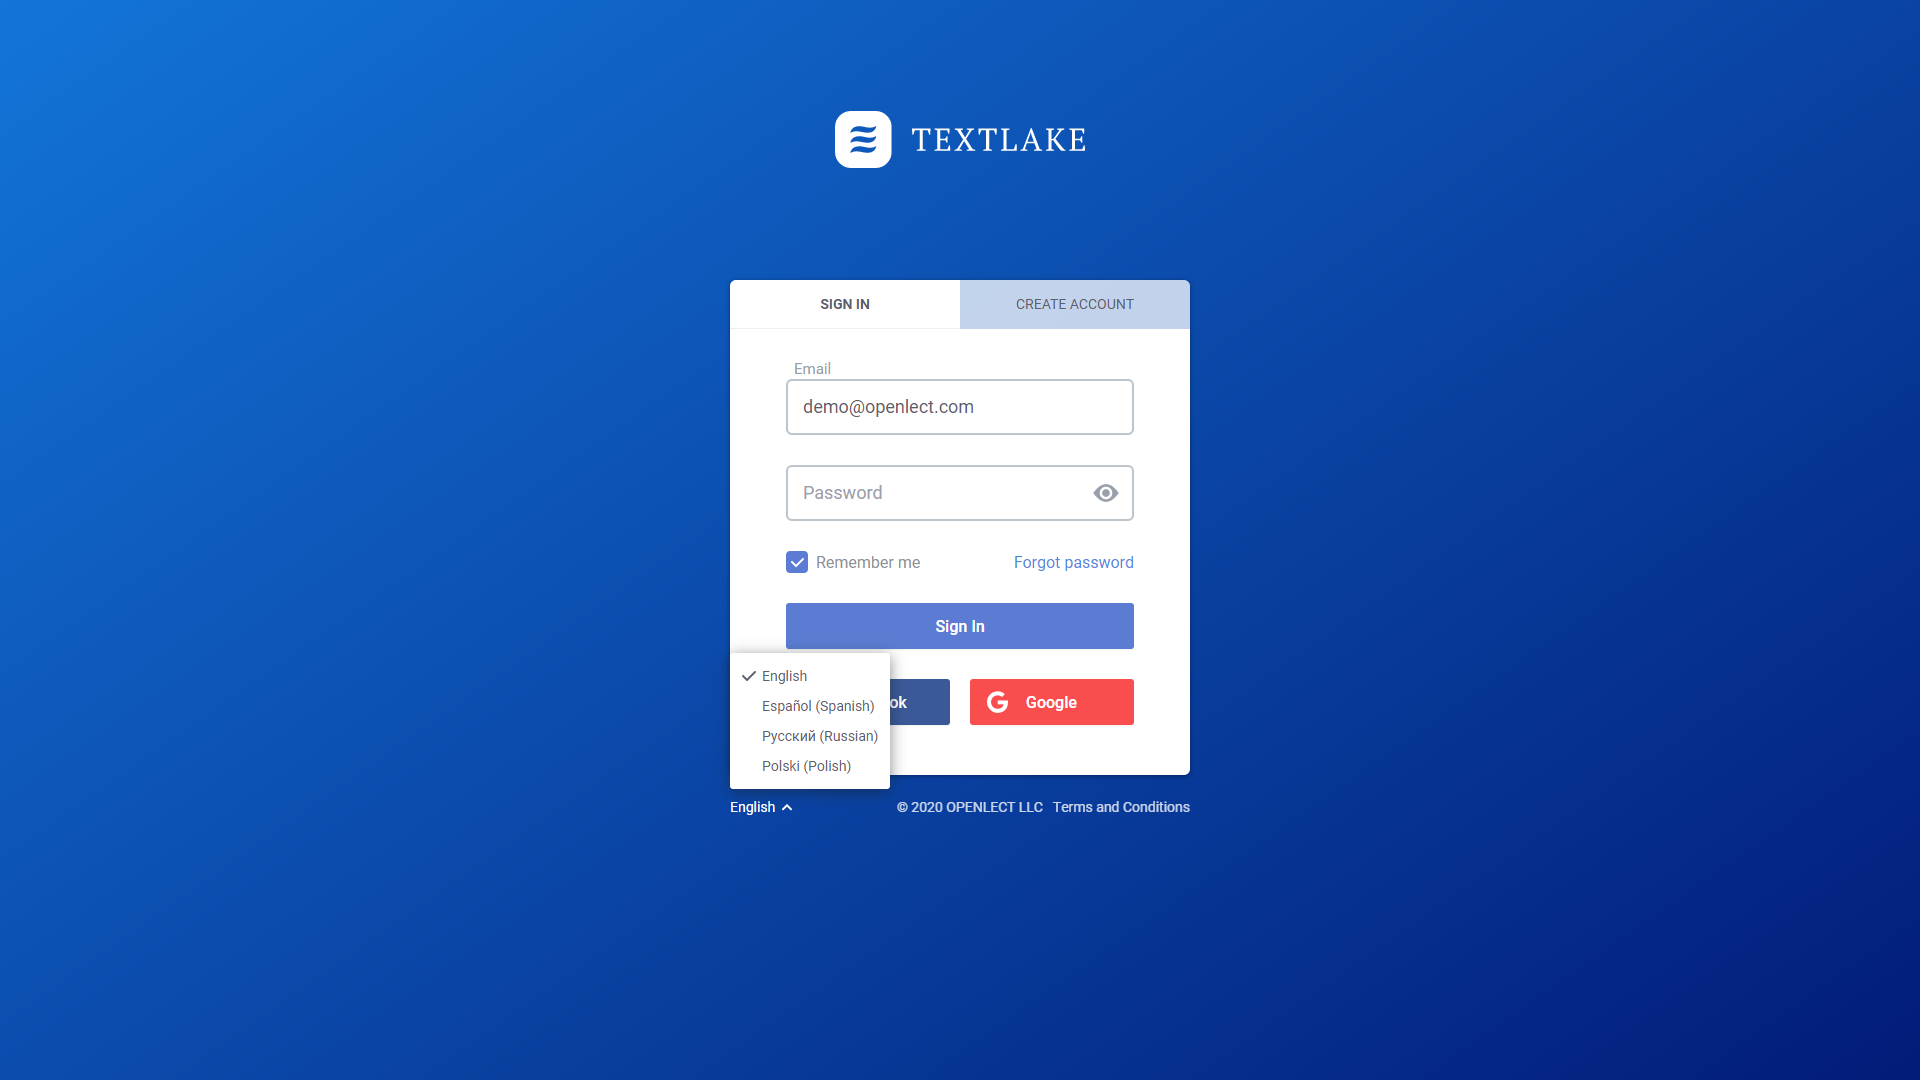 TEXTLAKE
SIGN IN
CREATE ACCOUNT
Email
demo@openlect.com
Password
Remember me
Forgot password
Sign In
English
Español (Spanish)
Русский (Russian)
Polski (Polish)
ok
Google
English
© 2020 OPENLECT LLC Terms and Conditions